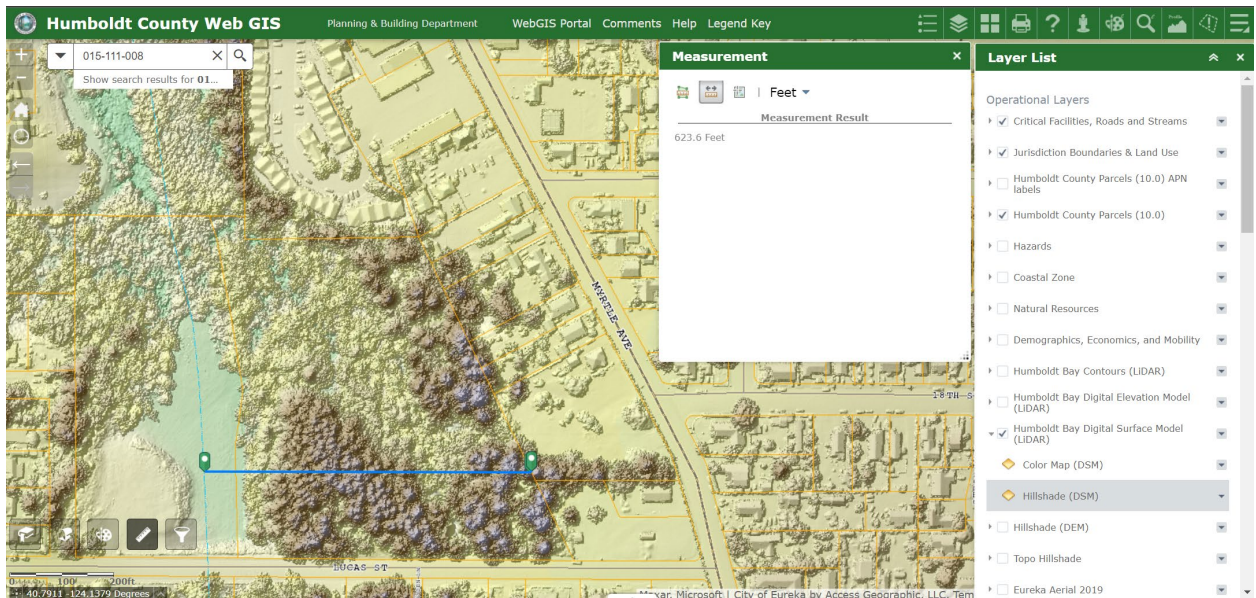 Humboldt County Web GIS
Planning & Building Department
WebGIS Portal Comments Help Legend Key
Profile
015-111-008
Show search results for 01...
Measurement
Feet
Measurement Result
623.6 Feet
Layer List
Operational Layers
Critical Facilities, Roads and Streams
Jurisdiction Boundaries & Land Use
Humboldt County Parcels (10.0) APN
labels
Humboldt County Parcels (10.0)
Hazards
Coastal Zone
Natural Resources
Demographics, Economics, and Mobility
Humboldt Bay Contours (LiDAR)
Humboldt Bay Digital Elevation Model
(LiDAR)
Humboldt Bay Digital Surface Model
(LiDAR)
Color Map (DSM)
Hillshade (DSM)
Hillshade (DEM)
Topo Hillshade
Eureka Aerial 2019
MYRTLE AVE
18TH S
LUCAS ST
0 100 200ft
40.7911 -124.1379 Degrees
Maxar, Microsoft | City of Eureka by Access Geographic, LLC, Tem